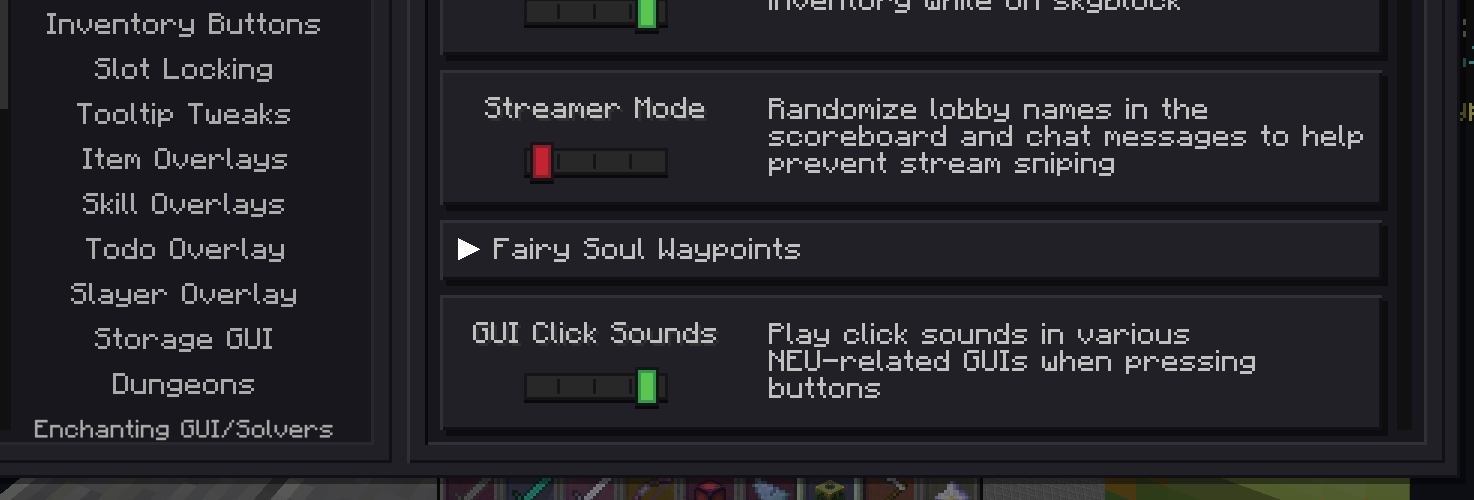 Inventory Buttons
Slot Locking
Tooltip Tweaks
Item Overlays
Skill Overlays
Todo Overlay
Slayer Overlay
Storage GUI
Dungeons
Enchanting GUI/Solvers
inventory while on skyblock
Streamer Mode
Randomize lobby names in the
scoreboard and chat messages to help
prevent stream sniping
Fairy Soul Waypoints
GUI Click Sounds
Play click sounds in various
NEU-related GUIs when pressing
buttons